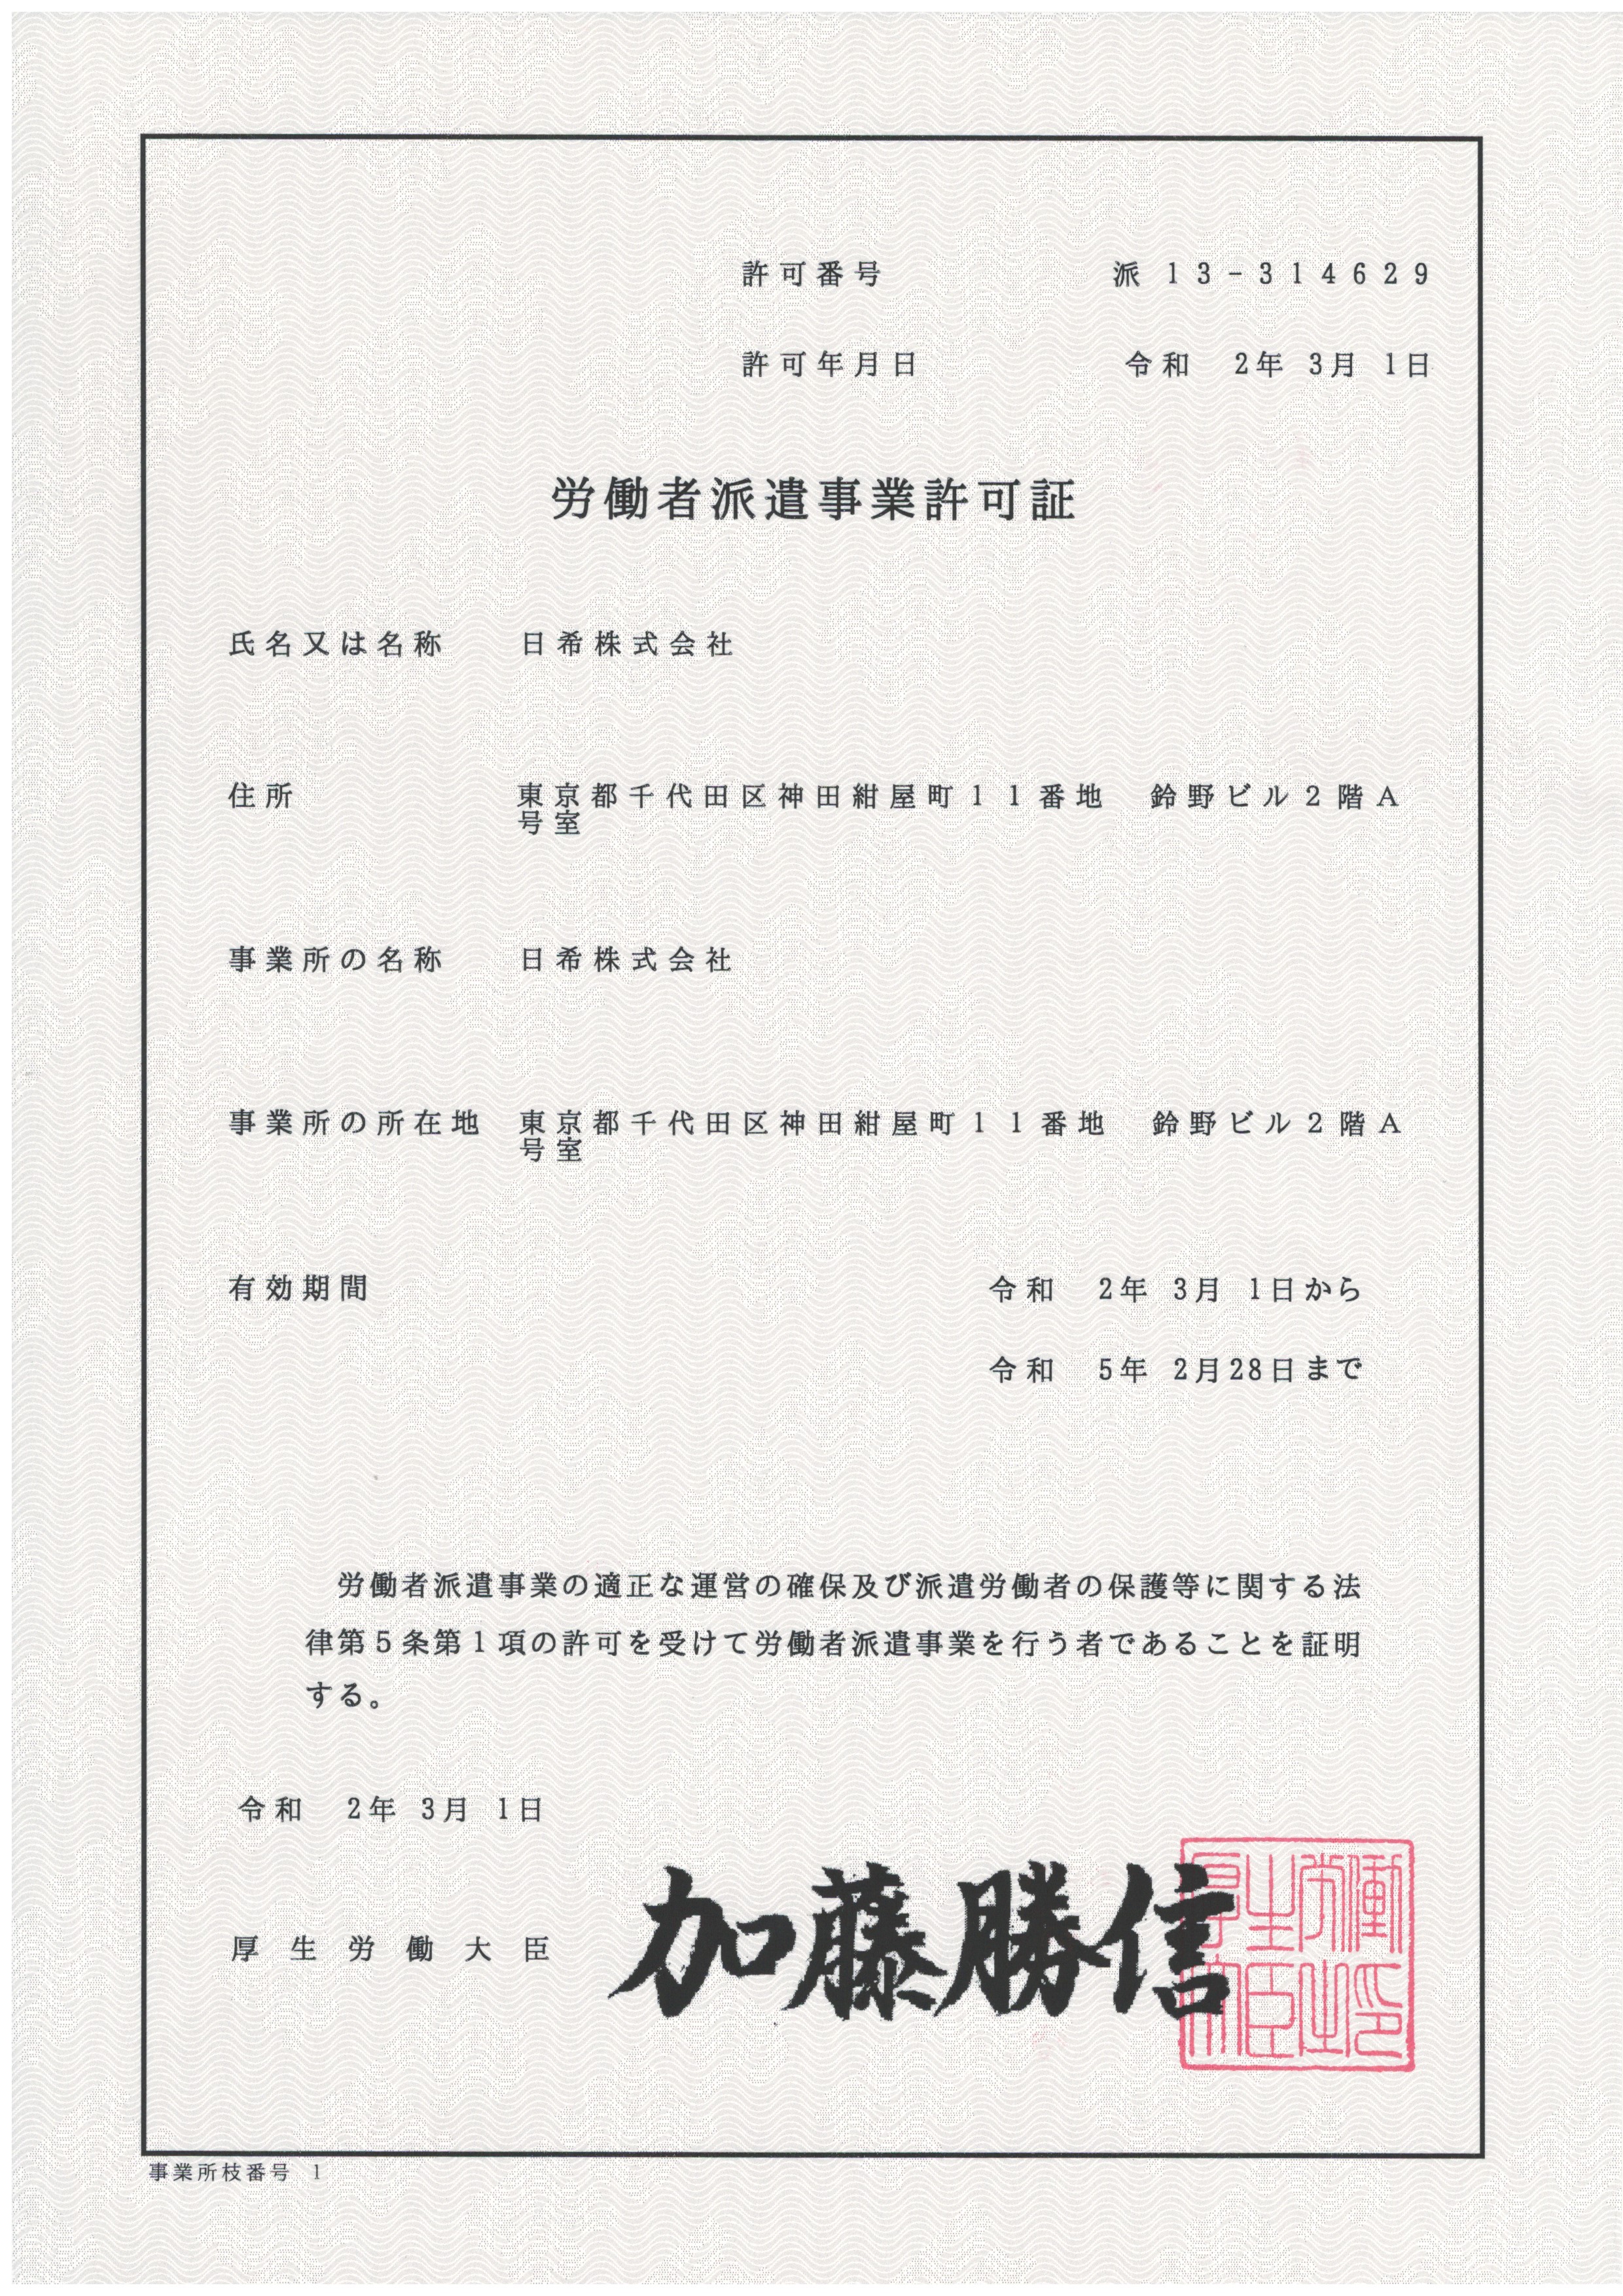 許可番号 派 13-314629
許可年月日 令和 2年 3月 1日
労働者派遣事業許可証
氏名又は名称 日希株式会社
住所 東京都千代田区神田紺屋町11番地 鈴野ビル2階A
号室
事業所の名称 日希株式会社
事業所の所在地 東京都千代田区神田紺屋町11番地 鈴野ビル2階A
号室
有効期間 令和 2年 3月 1日から
令和 5年 2月28日まで
労働者派遣事業の適正な運営の確保及び派遣労働者の保護等に関する法
律第5条第1項の許可を受けて労働者派遣事業を行う者であることを証明
する。
令和 2年 3月 1日
厚生労働大臣 加藤勝信
事業所枝番号 1